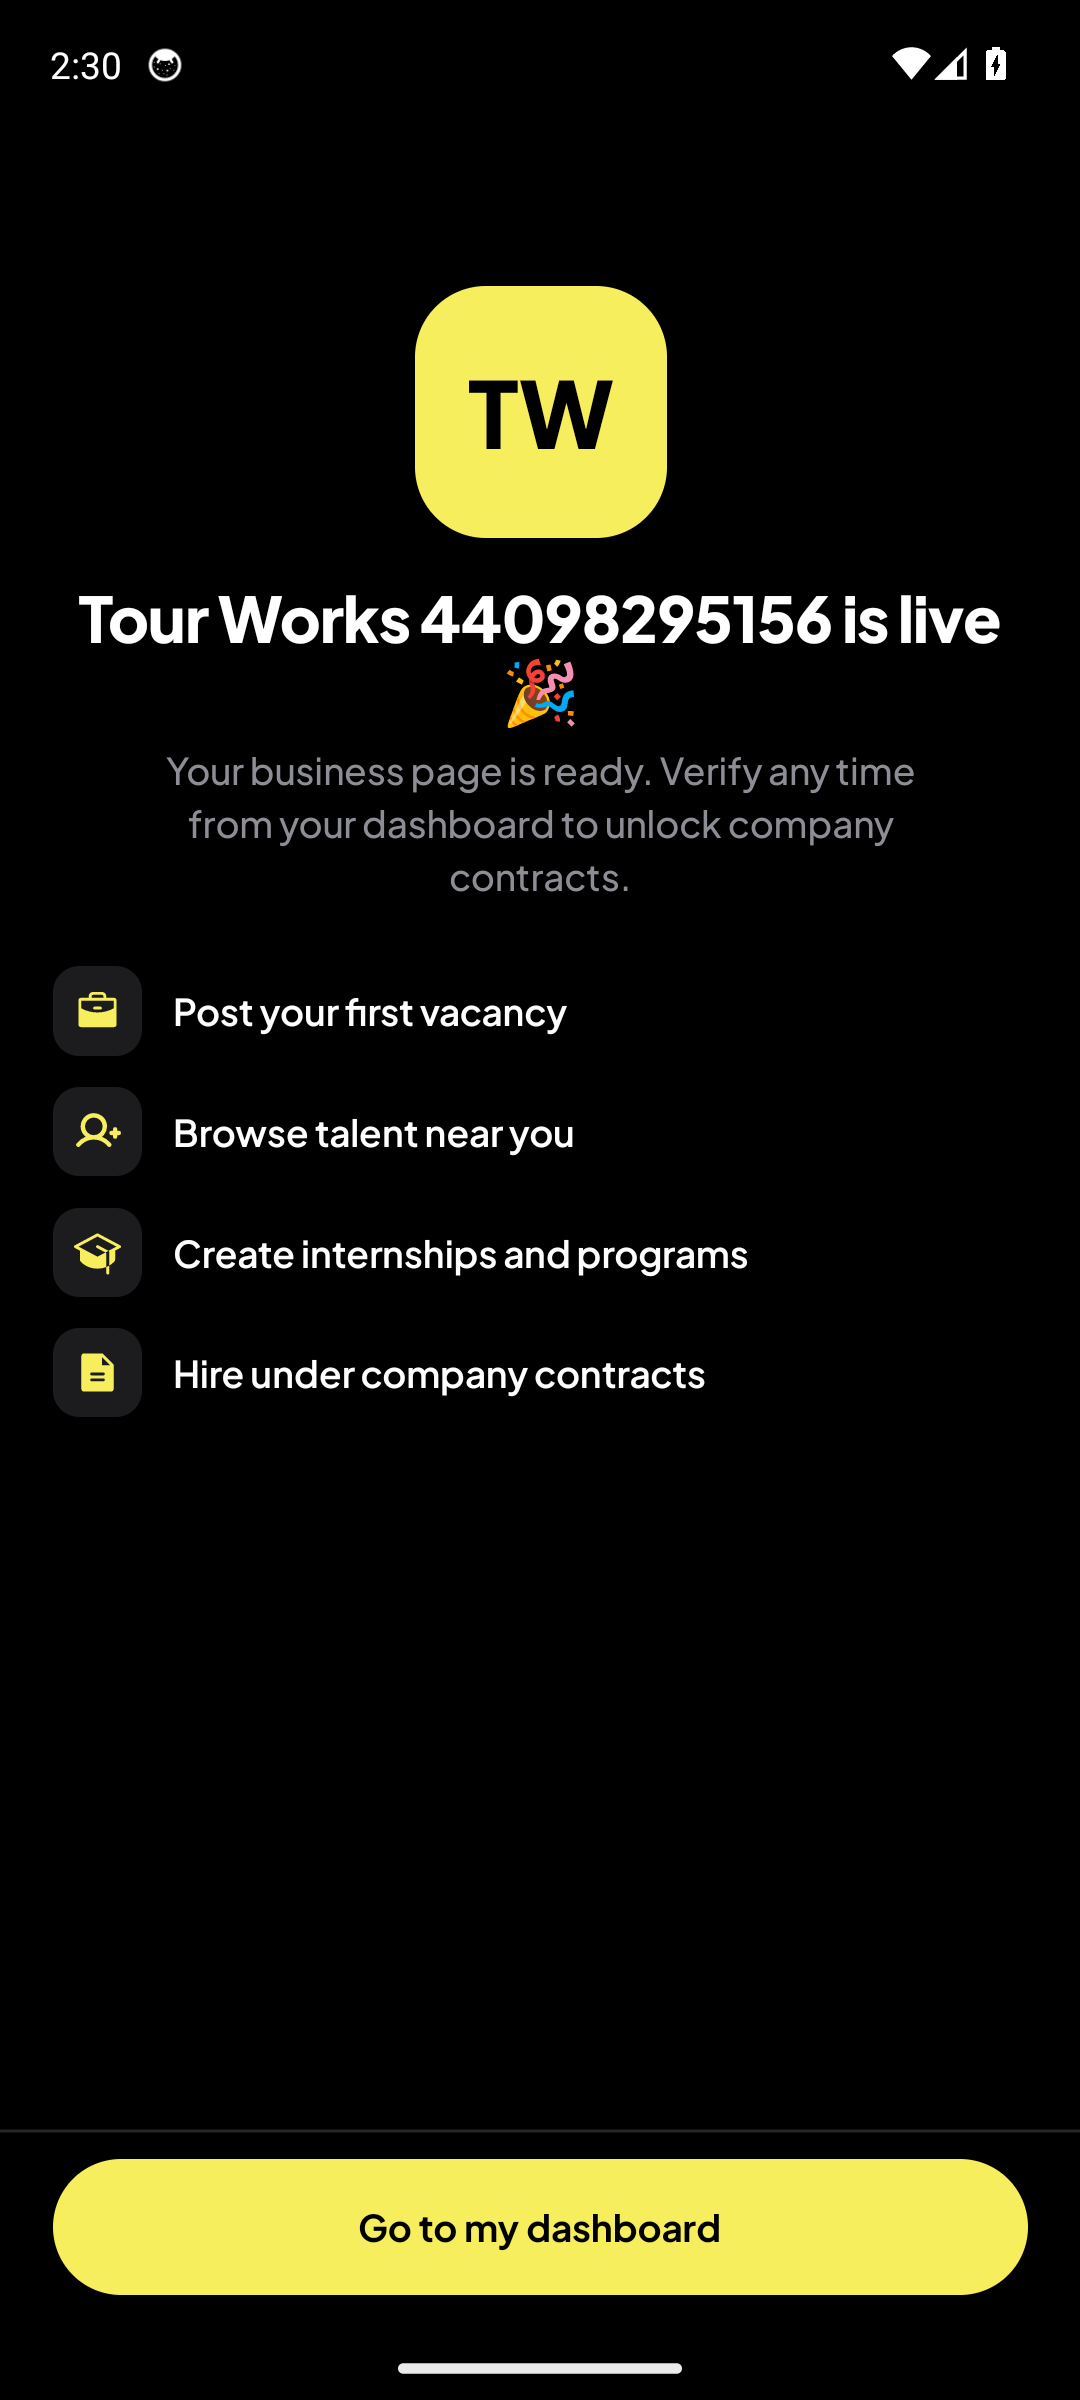 2:30
TW
Tour Works 44098295156 is live
🎉
Your business page is ready. Verify any time
from your dashboard to unlock company
contracts.
Post your first vacancy
Browse talent near you
Create internships and programs
Hire under company contracts
Go to my dashboard